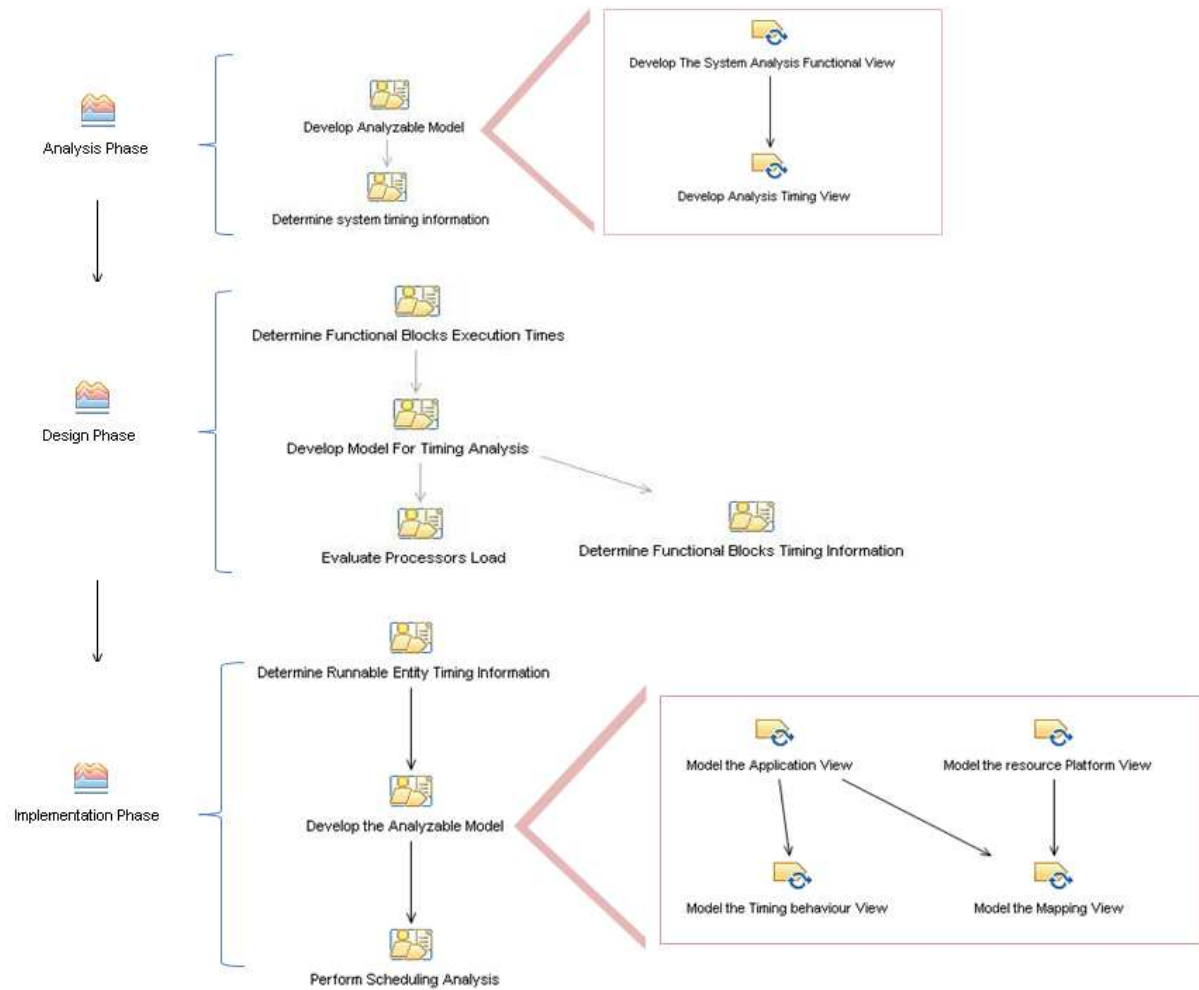 Develop The System Analysis Functional View
Analysis Phase
Develop Analyzable Model
Develop Analysis Timing View
Determine system timing information
Determine Functional Blocks Execution Times
Design Phase
Develop Model For Timing Analysis
Evaluate Processors Load
Determine Functional Blocks Timing Information
Determine Runnable Entity Timing Information
Model the Application View
Model the resource Platform View
Implementation Phase
Develop the Analyzable Model
Model the Timing behaviour View
Model the Mapping View
Perform Scheduling Analysis